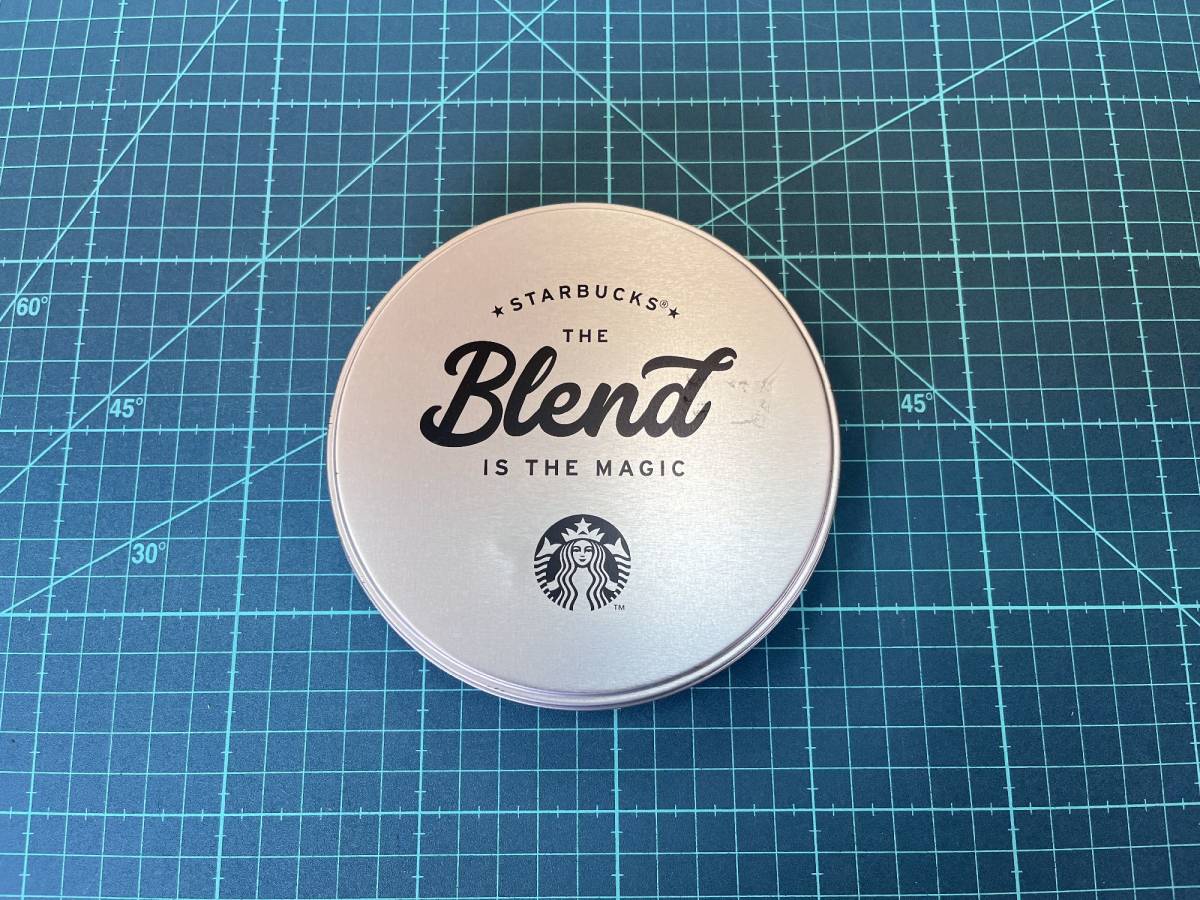 ★STARBUCKS®★
THE
Blend
IS THE MAGIC
TM
60°
45°
45°
30°